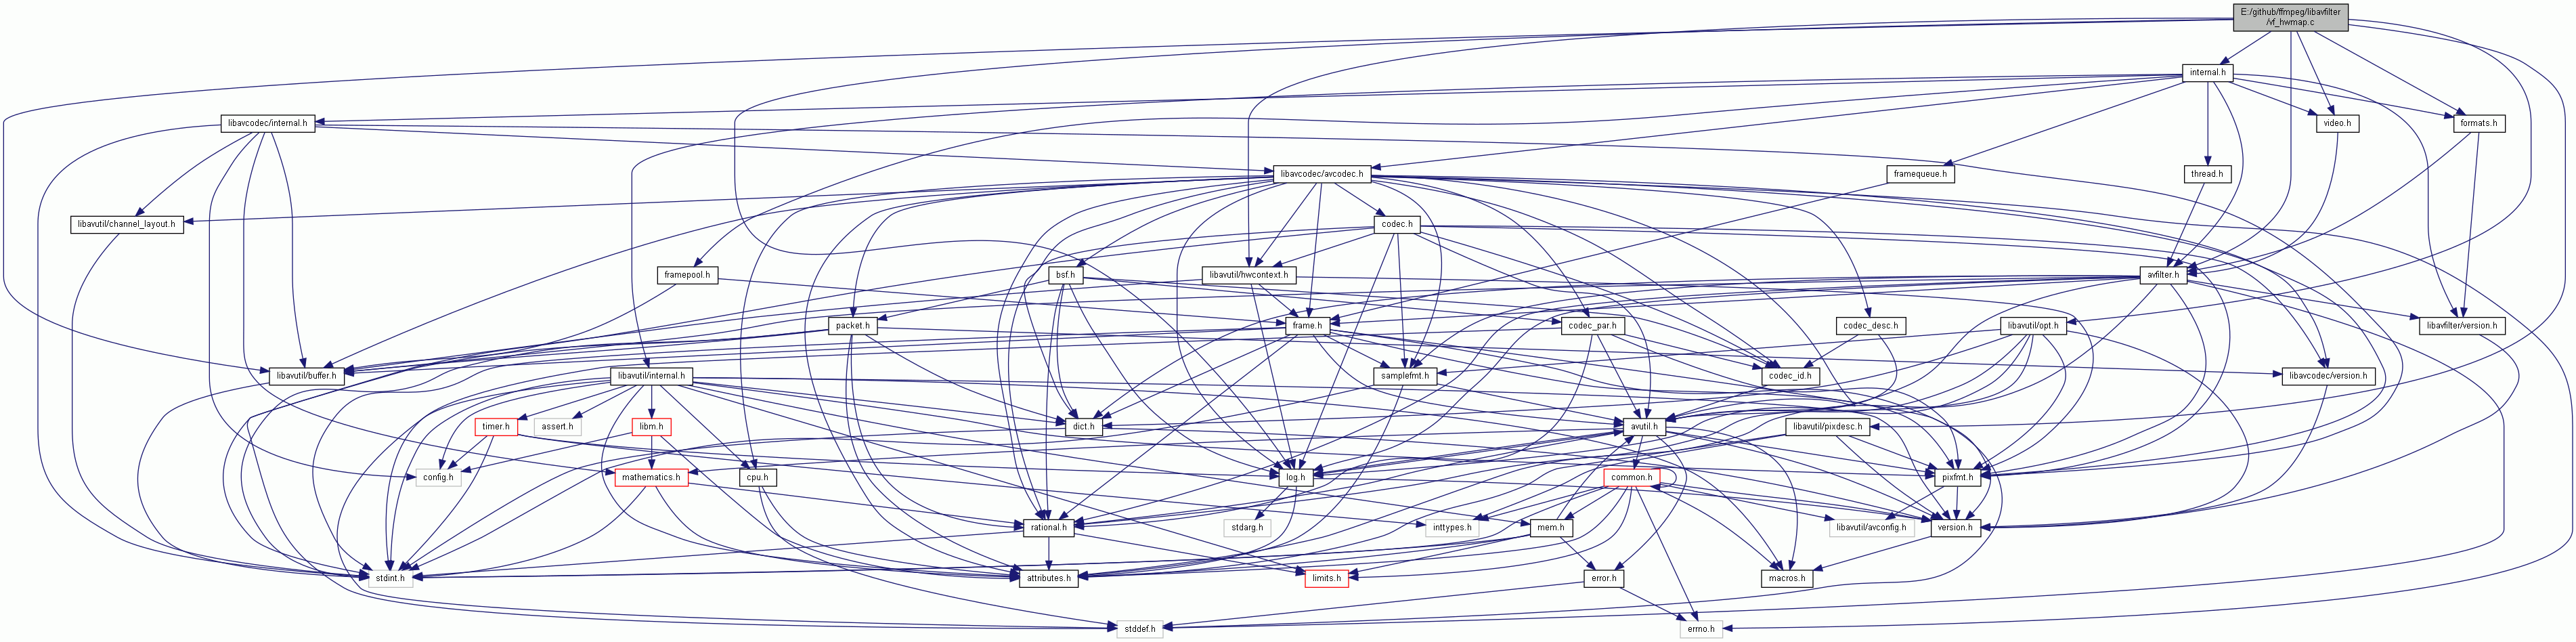 E:/github/ffmpeg/libavfilter
/vf_hwmap.c
internal.h
libavcodec/internal.h
video.h
formats.h
libavcodec/avcodec.h
framequeue.h
thread.h
libavutil/channel_layout.h
codec.h
framepool.h
bsf.h
libavutil/hwcontext.h
avfilter.h
packet.h
frame.h
codec_par.h
codec_desc.h
libavutil/opt.h
libavfilter/version.h
libavutil/buffer.h
libavutil/internal.h
samplefmt.h
codec_id.h
libavcodec/version.h
timer.h
assert.h
libm.h
dict.h
avutil.h
libavutil/pixdesc.h
config.h
mathematics.h
cpu.h
log.h
common.h
pixfmt.h
rational.h
stdarg.h
inttypes.h
mem.h
libavutil/avconfig.h
version.h
stdint.h
attributes.h
limits.h
error.h
macros.h
stddef.h
errno.h